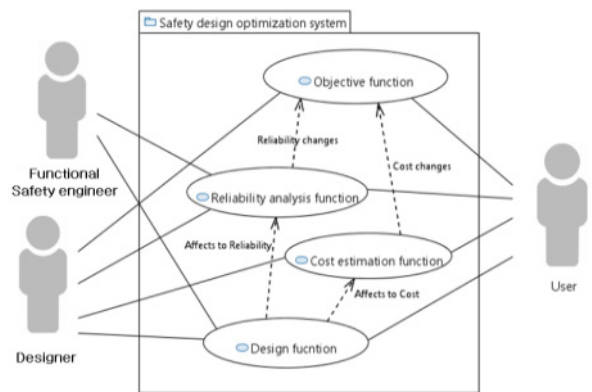 Safety design optimization system
Objective function
Reliability changes
Cost changes
Functional
Safety engineer
Reliability analysis function
Affects to Reliability
Cost estimation function
User
Affects to Cost
Designer
Design fucntion